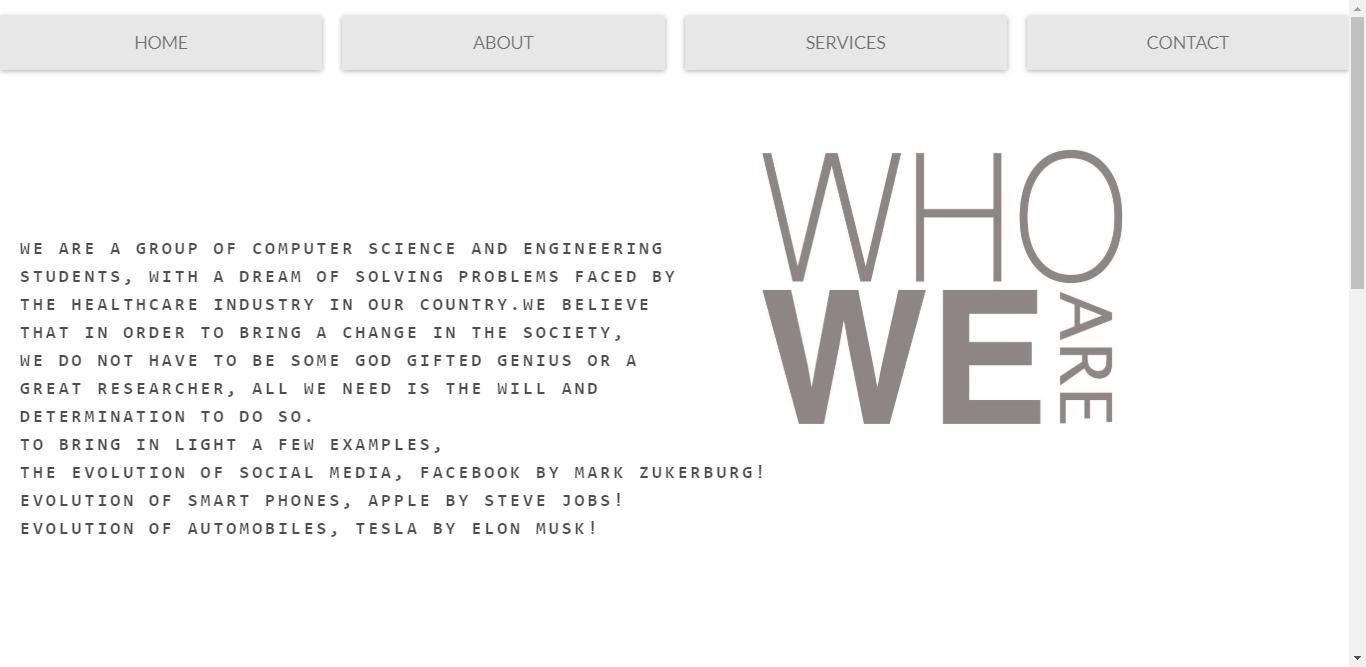 HOME
ABOUT
SERVICES
CONTACT
WHO
WE ARE
WE ARE A GROUP OF COMPUTER SCIENCE AND ENGINEERING
STUDENTS, WITH A DREAM OF SOLVING PROBLEMS FACED BY
THE HEALTHCARE INDUSTRY IN OUR COUNTRY.WE BELIEVE
THAT IN ORDER TO BRING A CHANGE IN THE SOCIETY,
WE DO NOT HAVE TO BE SOME GOD GIFTED GENIUS OR A
GREAT RESEARCHER, ALL WE NEED IS THE WILL AND
DETERMINATION TO DO SO.
TO BRING IN LIGHT A FEW EXAMPLES,
THE EVOLUTION OF SOCIAL MEDIA, FACEBOOK BY MARK ZUKERBURG!
EVOLUTION OF SMART PHONES, APPLE BY STEVE JOBS!
EVOLUTION OF AUTOMOBILES, TESLA BY ELON MUSK!